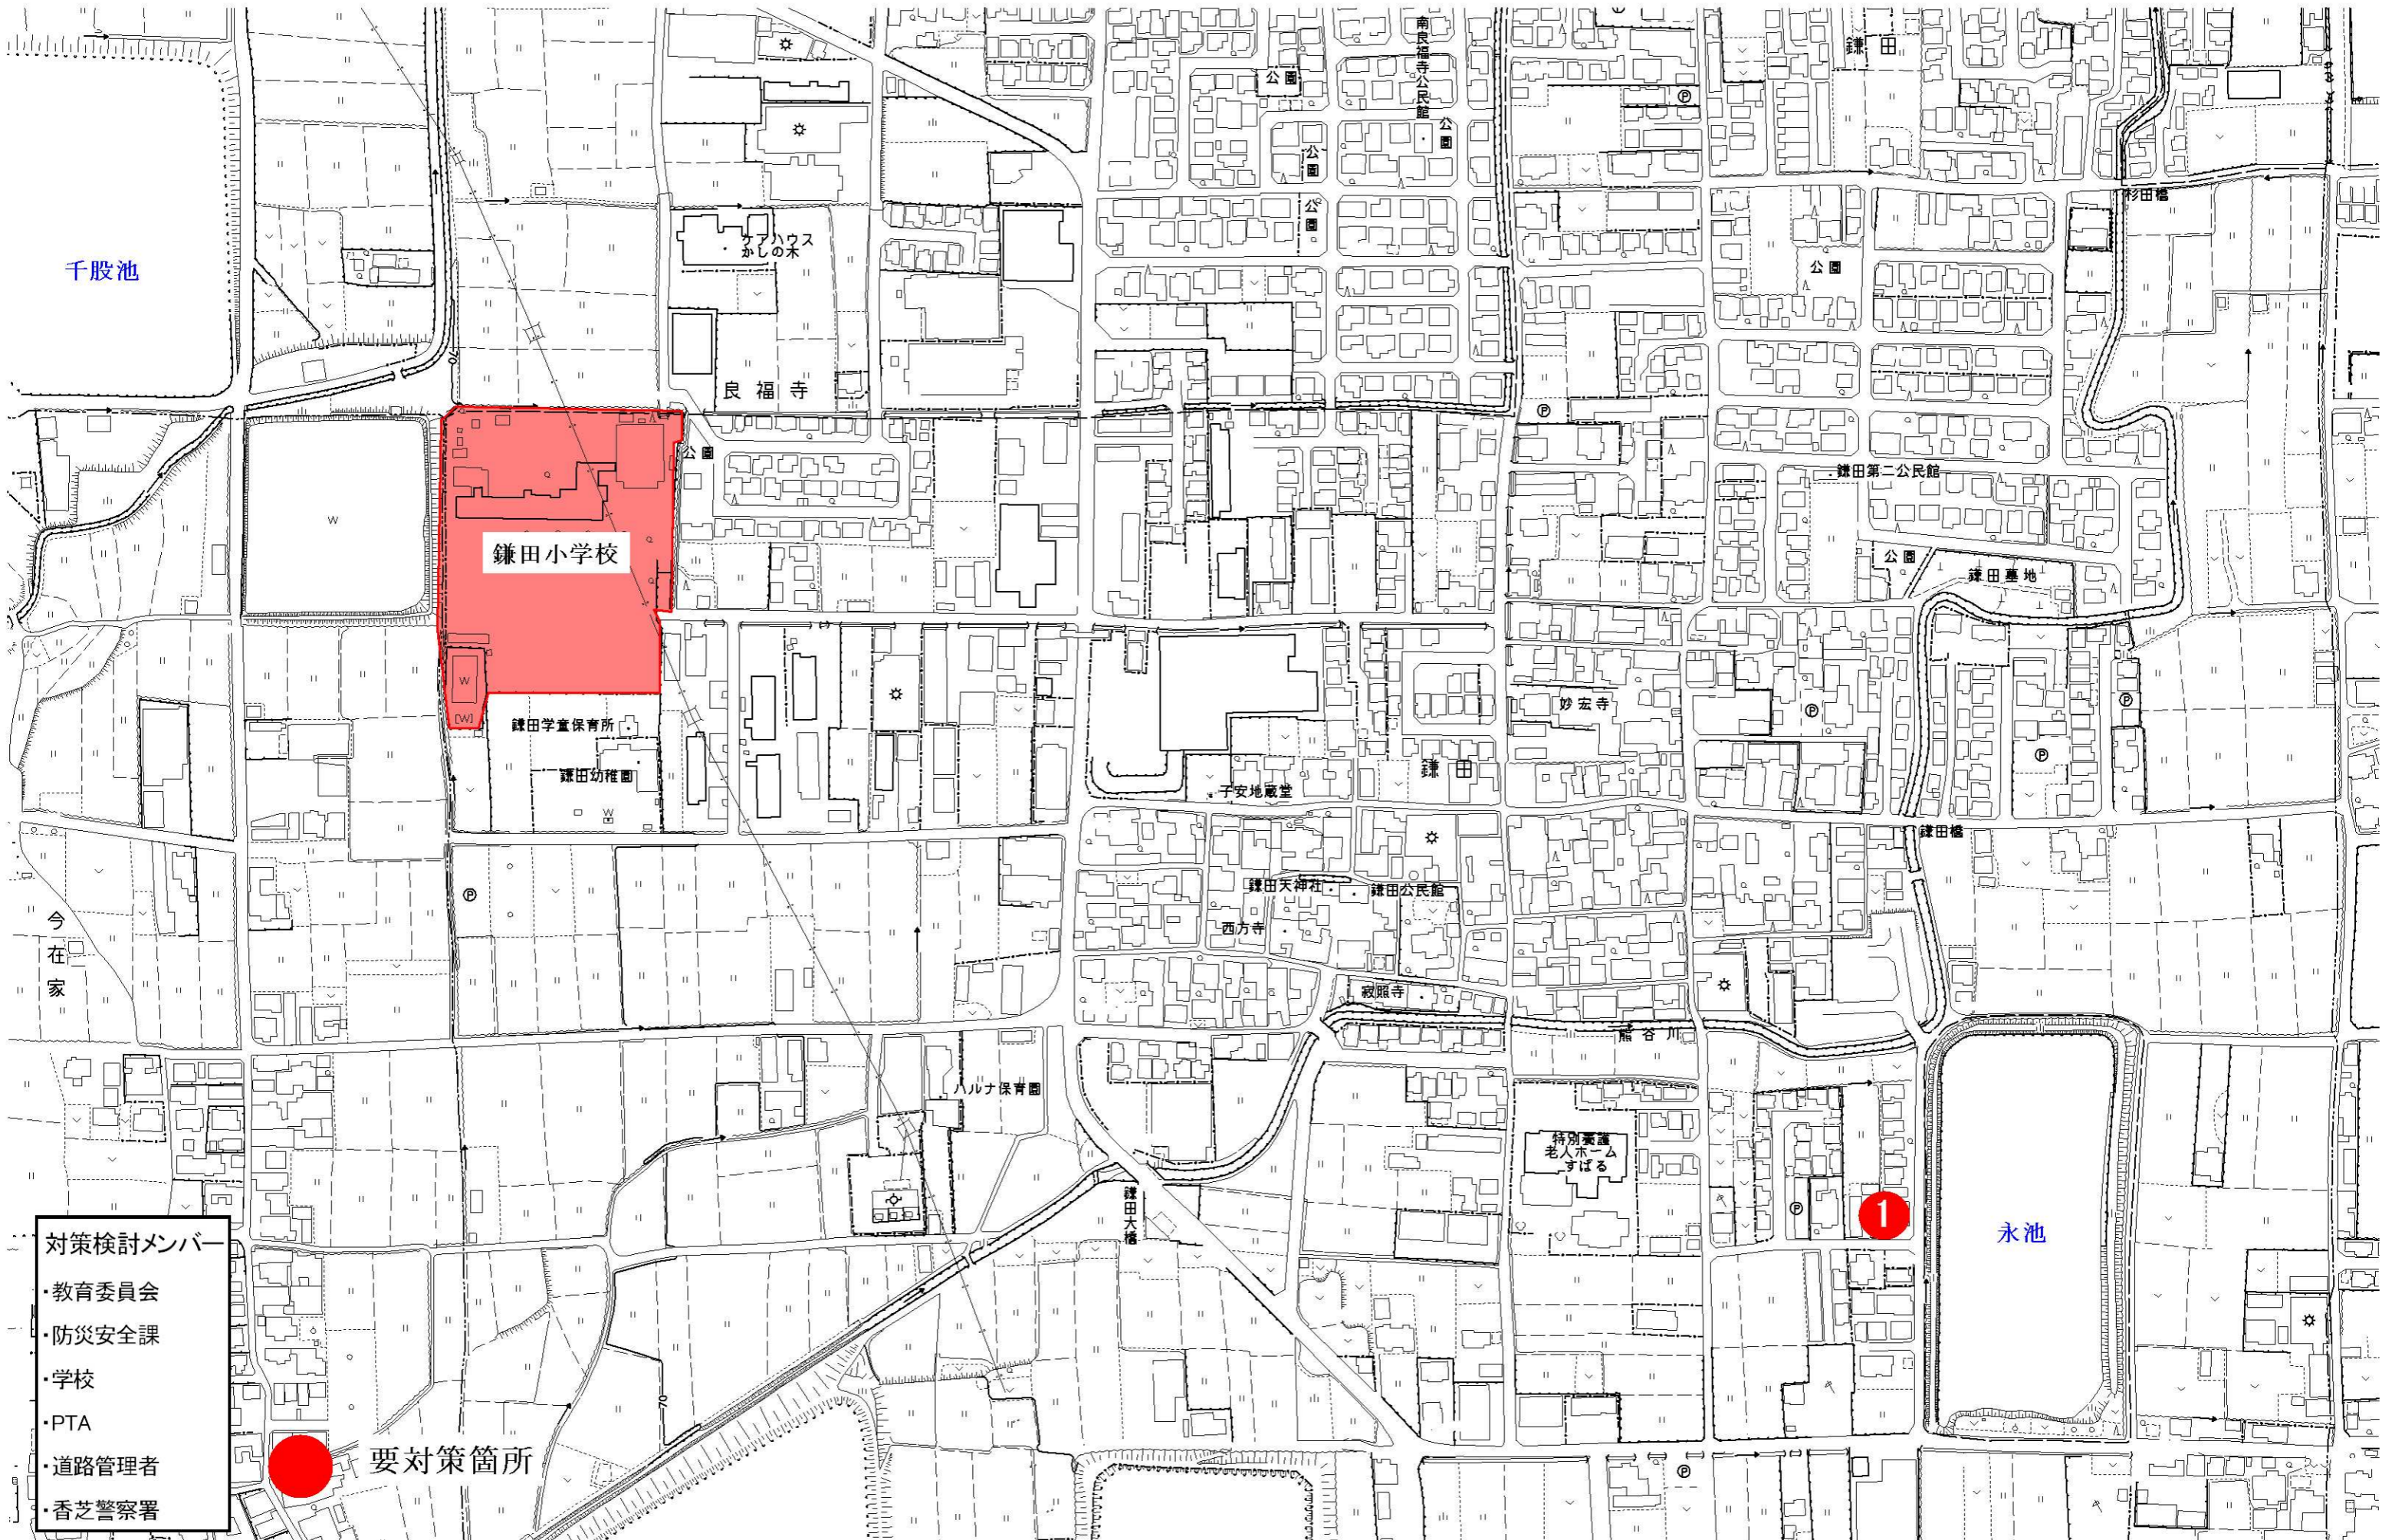 南良福寺公民館
鎌田
公園
公園
公園
公園
杉田橋
ケアハウス
かしの木
千股池
公園
良福寺
公園
鎌田第二公民館
鎌田小学校
公園
鎌田墓地
W
W
[W]
鎌田学童保育所
鎌田幼稚園
W
妙宏寺
鎌田
子安地蔵堂
鎌田橋
鎌田天神社
鎌田公民館
西方寺
今在家
寂照寺
熊谷川
ハルナ保育園
特別養護
老人ホーム
すばる
鎌田大橋
1
永池
70
70
対策検討メンバー
・教育委員会
・防災安全課
・学校
・PTA
・道路管理者
・香芝警察署
要対策箇所
P
P
P
P
P
P
P
P